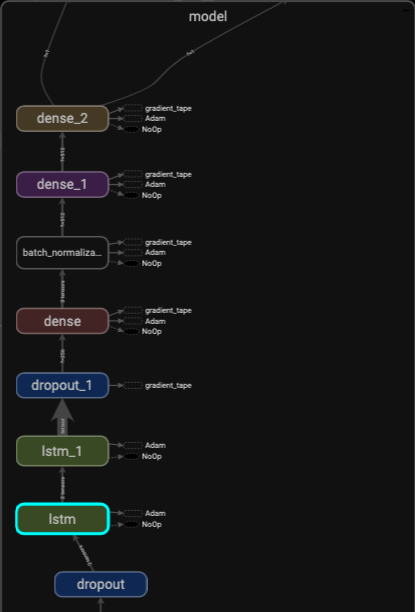 model
dense_2
gradient_tape
Adam
NoOp
dense_1
gradient_tape
Adam
NoOp
batch_normaliza...
gradient_tape
Adam
NoOp
dense
gradient_tape
Adam
NoOp
dropout_1
gradient_tape
lstm_1
Adam
NoOp
lstm
Adam
NoOp
dropout